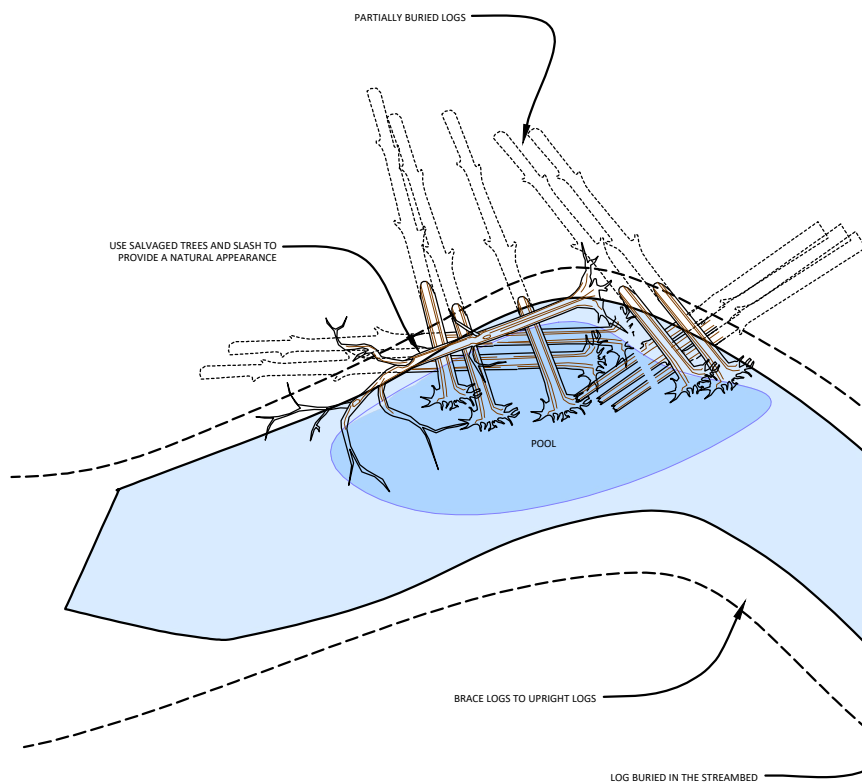 PARTIALLY BURIED LOGS
USE SALVAGED TREES AND SLASH TO
PROVIDE A NATURAL APPEARANCE
POOL
BRACE LOGS TO UPRIGHT LOGS
LOG BURIED IN THE STREAMBED